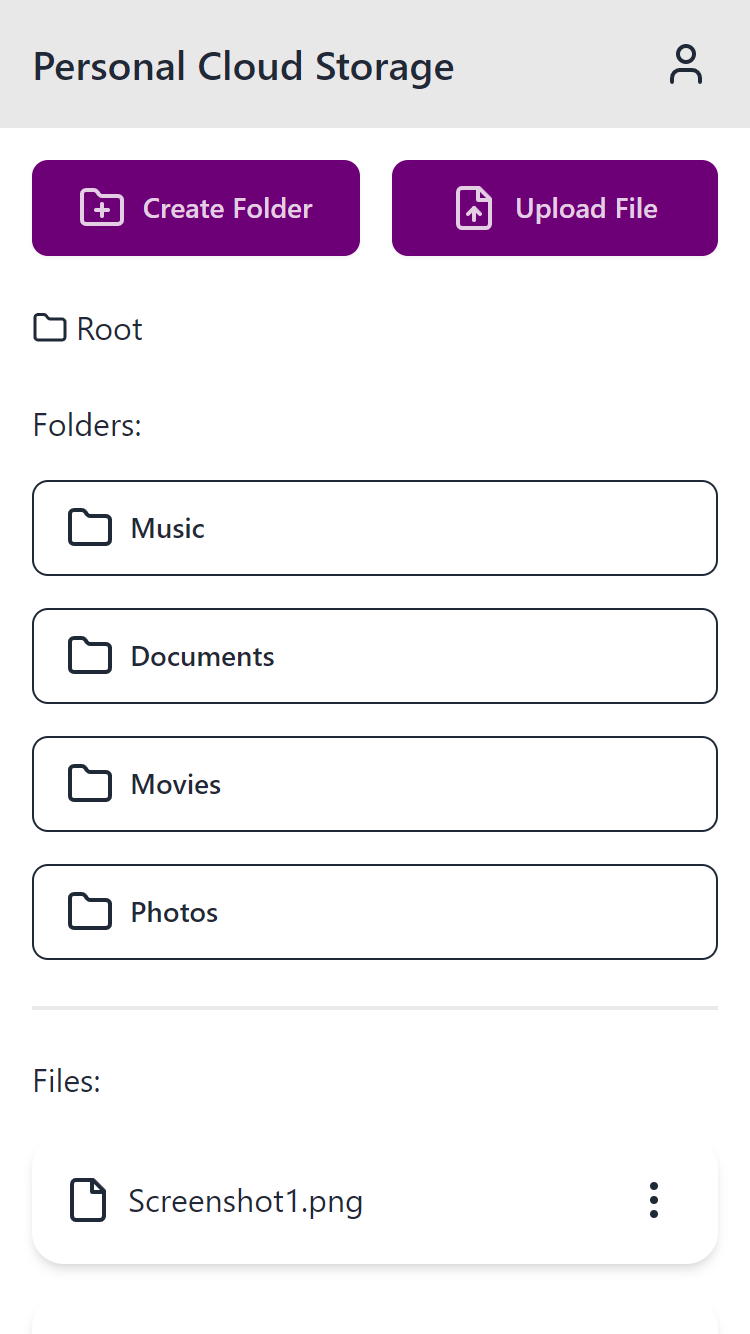 Personal Cloud Storage
Create Folder
Upload File
Root
Folders:
Music
Documents
Movies
Photos
Files:
Screenshot1.png